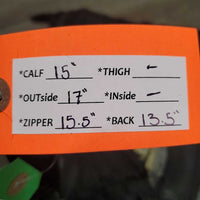 *CALF 15" *THIGH -
*OUTside 17" *INside -
*ZIPPER 15.5" *BACK 13.5"